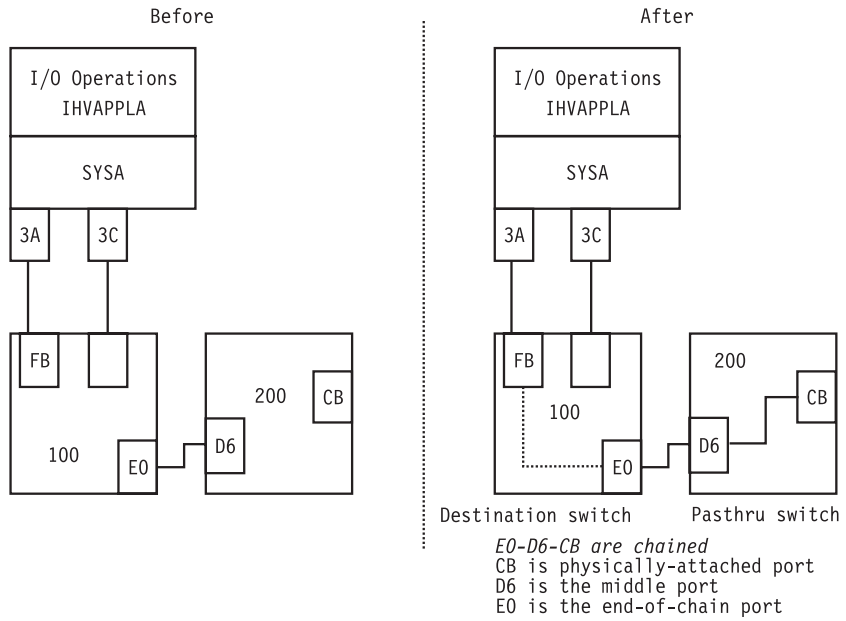 Before
I/O Operations
IHVAPPLA
SYSA
3A
3C
FB
100
E0
D6
200
CB
After
I/O Operations
IHVAPPLA
SYSA
3A
3C
FB
100
E0
200
D6
CB
Destination switch
Pasthru switch
E0-D6-CB are chained
CB is physically-attached port
D6 is the middle port
E0 is the end-of-chain port